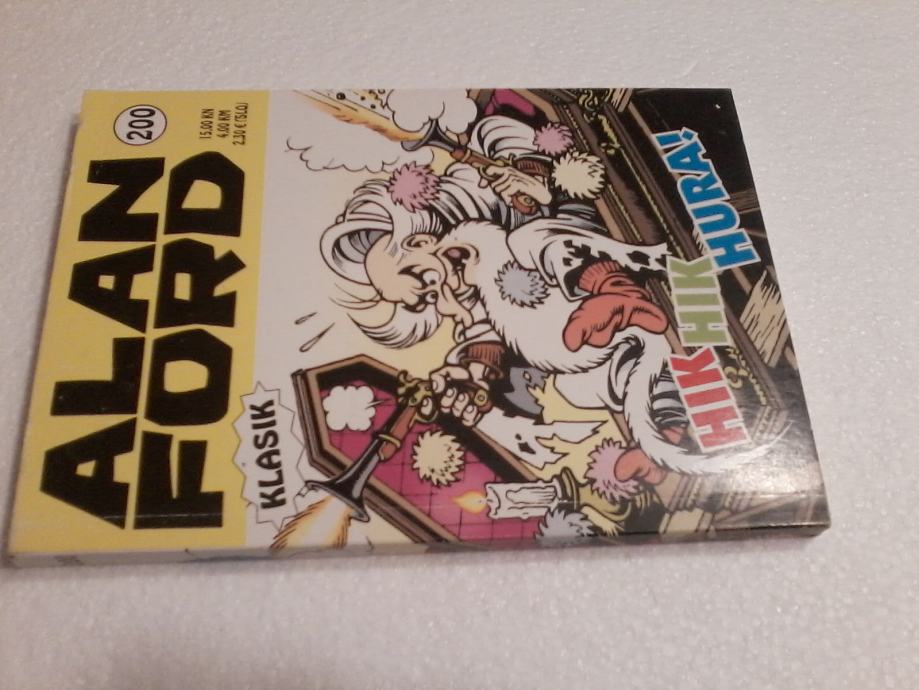 ALAN
FORD
200
15,00 KN
4,00 KM
2,30 € (SLO)
KLASIK
HIK HIK
HURA!